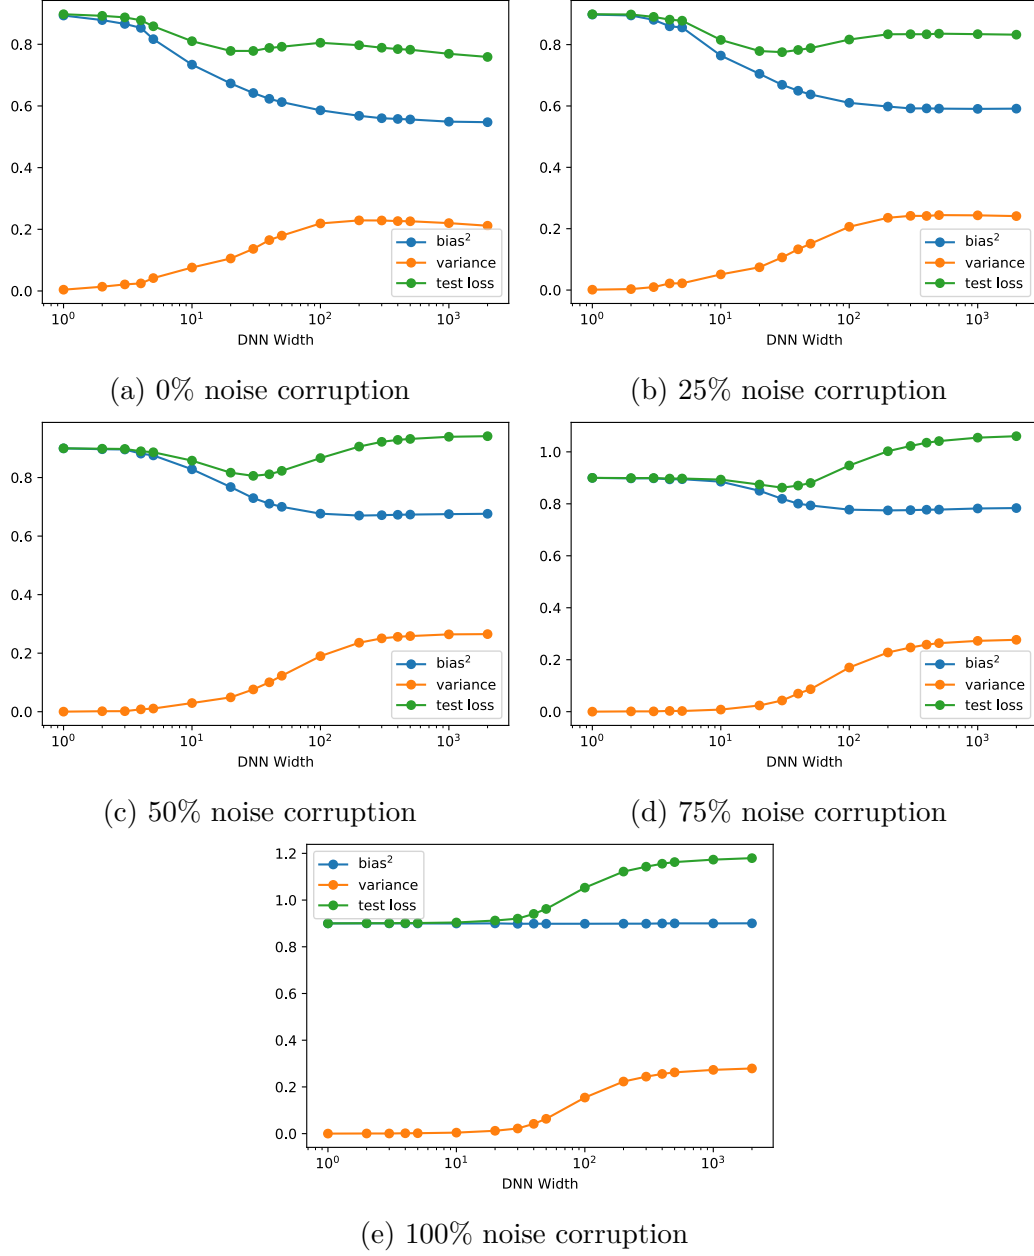 0.8
0.6
0.4
0.2
0.0
10⁰ 10¹ 10² 10³
DNN Width
bias²
variance
test loss
(a) 0% noise corruption
0.8
0.6
0.4
0.2
0.0
10⁰ 10¹ 10² 10³
DNN Width
bias²
variance
test loss
(b) 25% noise corruption
0.8
0.6
0.4
0.2
0.0
10⁰ 10¹ 10² 10³
DNN Width
bias²
variance
test loss
(c) 50% noise corruption
1.0
0.8
0.6
0.4
0.2
0.0
10⁰ 10¹ 10² 10³
DNN Width
bias²
variance
test loss
(d) 75% noise corruption
1.2
1.0
0.8
0.6
0.4
0.2
0.0
bias²
variance
test loss
10⁰ 10¹ 10² 10³
DNN Width
(e) 100% noise corruption